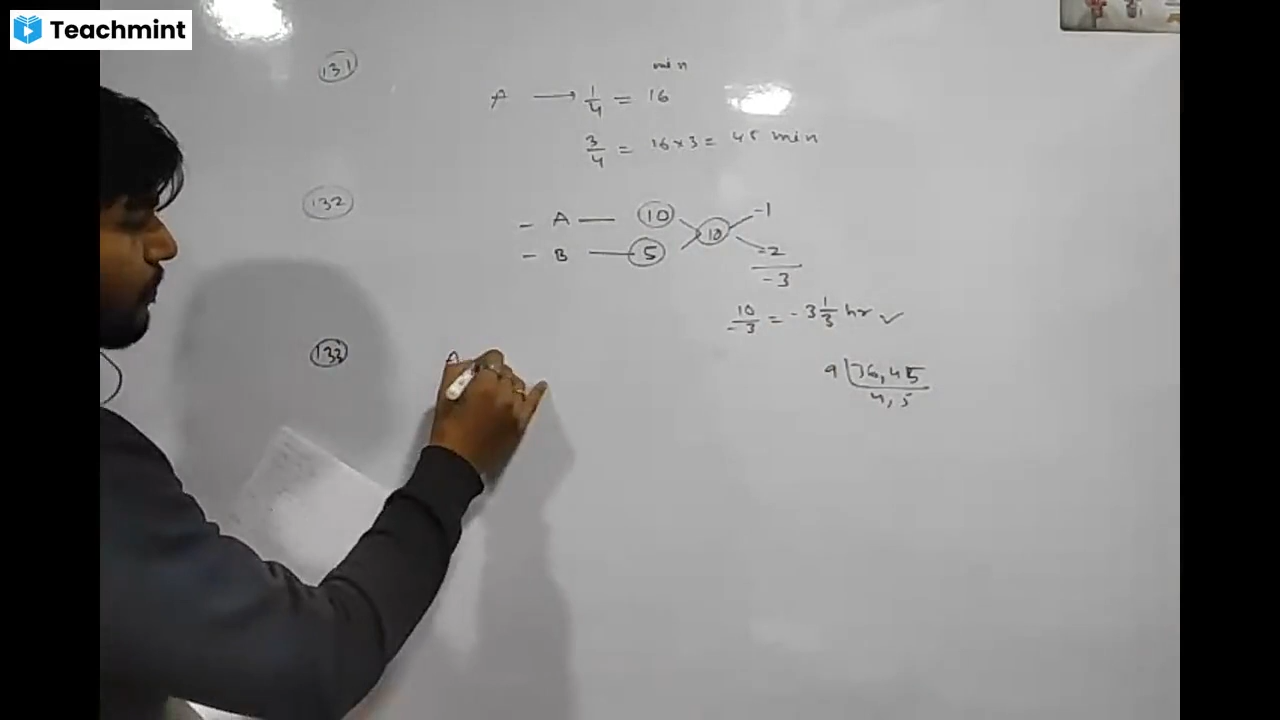 Teachmint
131
min
A → 1/4 = 16
3/4 = 16×3 = 48 min
132
- A — 10
- B — 5
10
-1
-2
-3
10/-3 = -3 1/3 hr ✓
133
A
9 | 36, 45
4, 5